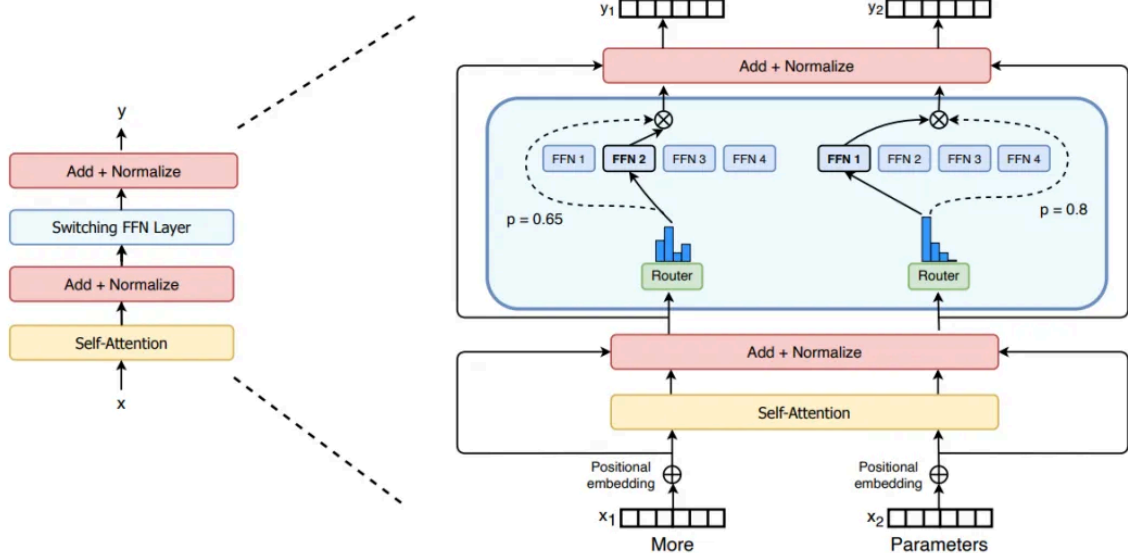 y
Add + Normalize
Switching FFN Layer
Add + Normalize
Self-Attention
x
y1 y2
Add + Normalize
FFN 1 FFN 2 FFN 3 FFN 4 FFN 1 FFN 2 FFN 3 FFN 4
p = 0.65 p = 0.8
Router Router
Add + Normalize
Self-Attention
Positional embedding Positional embedding
x1 x2
More Parameters